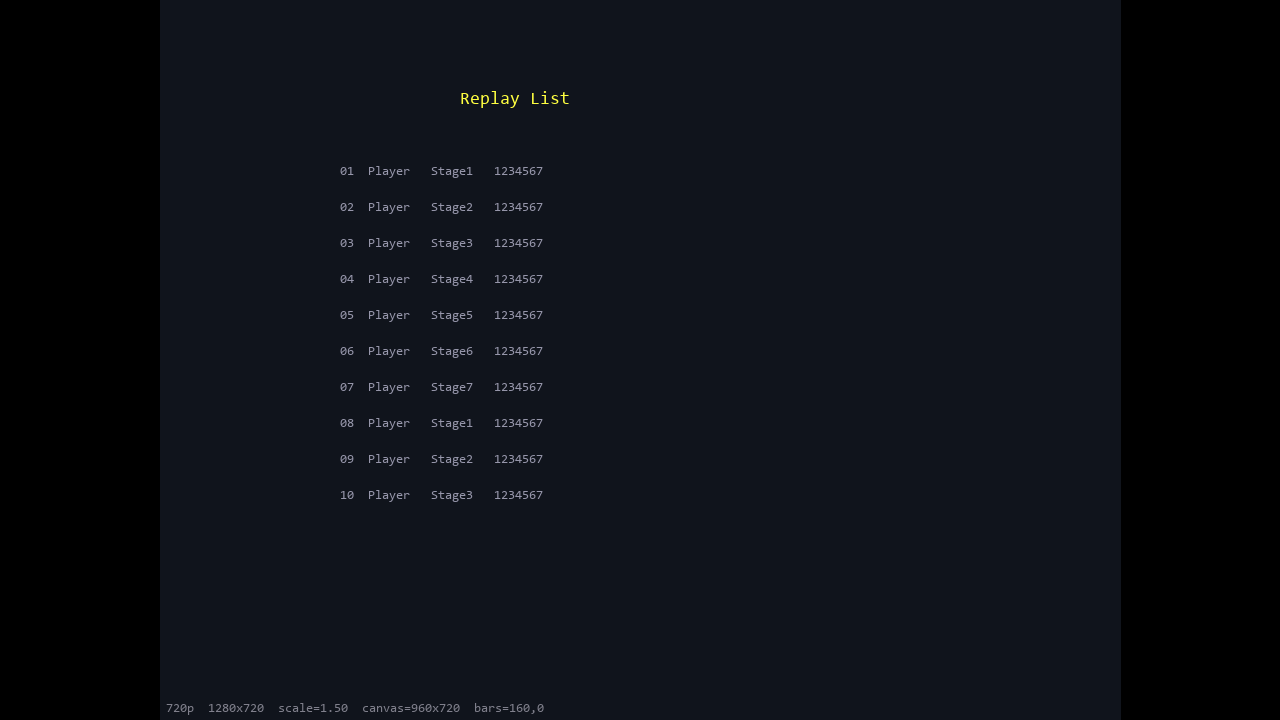 Replay List
01  Player   Stage1   1234567
02  Player   Stage2   1234567
03  Player   Stage3   1234567
04  Player   Stage4   1234567
05  Player   Stage5   1234567
06  Player   Stage6   1234567
07  Player   Stage7   1234567
08  Player   Stage1   1234567
09  Player   Stage2   1234567
10  Player   Stage3   1234567
720p  1280x720  scale=1.50  canvas=960x720  bars=160,0